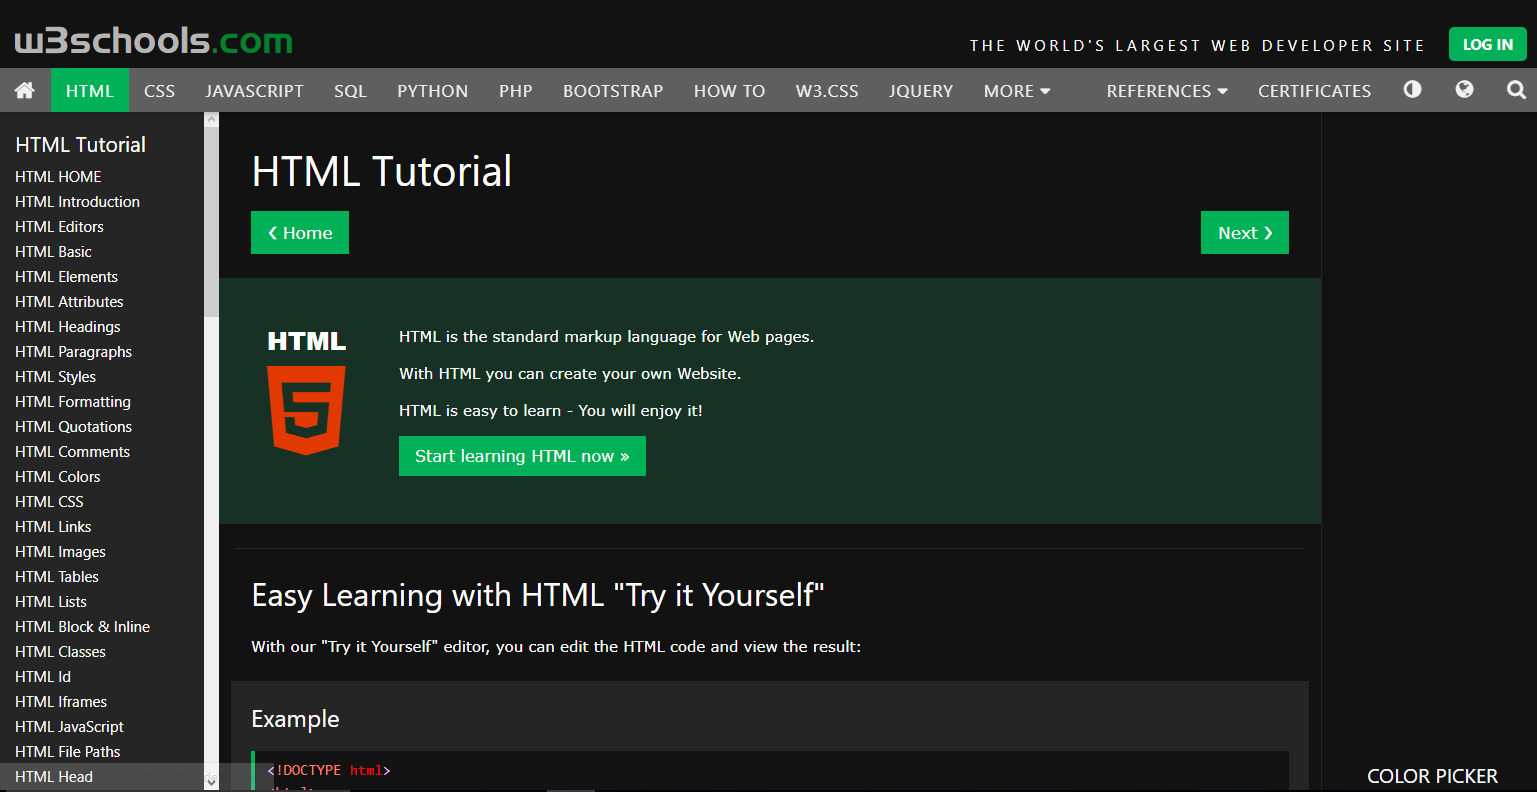 w3schools.com
THE WORLD'S LARGEST WEB DEVELOPER SITE
LOG IN
HTML CSS JAVASCRIPT SQL PYTHON PHP BOOTSTRAP HOW TO W3.CSS JQUERY MORE REFERENCES CERTIFICATES
HTML Tutorial
HTML HOME
HTML Introduction
HTML Editors
HTML Basic
HTML Elements
HTML Attributes
HTML Headings
HTML Paragraphs
HTML Styles
HTML Formatting
HTML Quotations
HTML Comments
HTML Colors
HTML CSS
HTML Links
HTML Images
HTML Tables
HTML Lists
HTML Block & Inline
HTML Classes
HTML Id
HTML Iframes
HTML JavaScript
HTML File Paths
HTML Head
HTML Tutorial
❮ Home
Next ❯
HTML
5
HTML is the standard markup language for Web pages.
With HTML you can create your own Website.
HTML is easy to learn - You will enjoy it!
Start learning HTML now »
Easy Learning with HTML "Try it Yourself"
With our "Try it Yourself" editor, you can edit the HTML code and view the result:
Example
<!DOCTYPE html>
COLOR PICKER